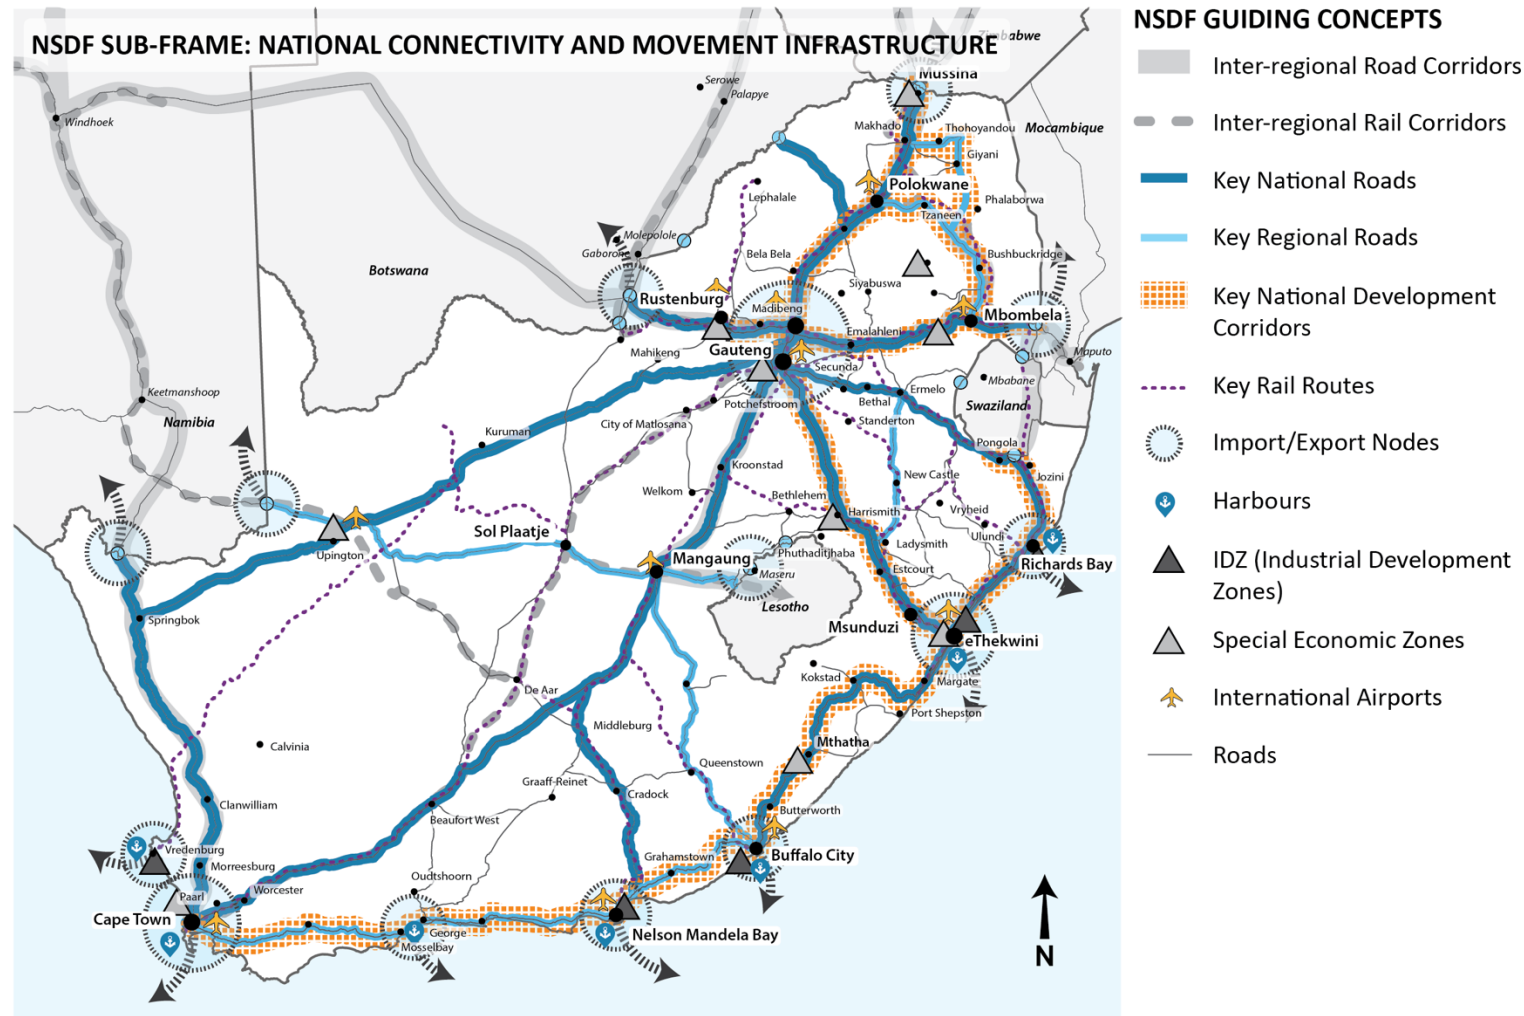 NSDF SUB-FRAME: NATIONAL CONNECTIVITY AND MOVEMENT INFRASTRUCTURE
Zimbabwe
Mussina
Serowe
Palapye
Windhoek
Makhado
Thohoyandou
Mozambique
Giyani
Polokwane
Lephalale
Phalaborwa
Tzaneen
Molepolole
Gaborone
Bela Bela
Bushbuckridge
Botswana
Siyabuswa
Rustenburg
Madibeng
Mbombela
Emalahleni
Gauteng
Mahikeng
Secunda
Maputo
Mbabane
Ermelo
Keetmanshoop
Bethal
Swaziland
Potchefstroom
City of Matlosana
Standerton
Namibia
Kuruman
Pongola
Kroonstad
New Castle
Jozini
Welkom
Bethlehem
Harrismith
Vryheid
Sol Plaatje
Ulundi
Upington
Ladysmith
Phuthaditjhaba
Mangaung
Maseru
Estcourt
Richards Bay
Lesotho
Springbok
Msunduzi
eThekwini
Kokstad
Margate
De Aar
Port Shepston
Middleburg
Mthatha
Calvinia
Queenstown
Graaff-Reinet
Cradock
Clanwilliam
Butterworth
Beaufort West
Vredenburg
Buffalo City
Grahamstown
Morreesburg
Oudtshoorn
Worcester
Paarl
Cape Town
George
Nelson Mandela Bay
Mosselbay
N
NSDF GUIDING CONCEPTS
Inter-regional Road Corridors
Inter-regional Rail Corridors
Key National Roads
Key Regional Roads
Key National Development
Corridors
Key Rail Routes
Import/Export Nodes
Harbours
IDZ (Industrial Development
Zones)
Special Economic Zones
International Airports
Roads